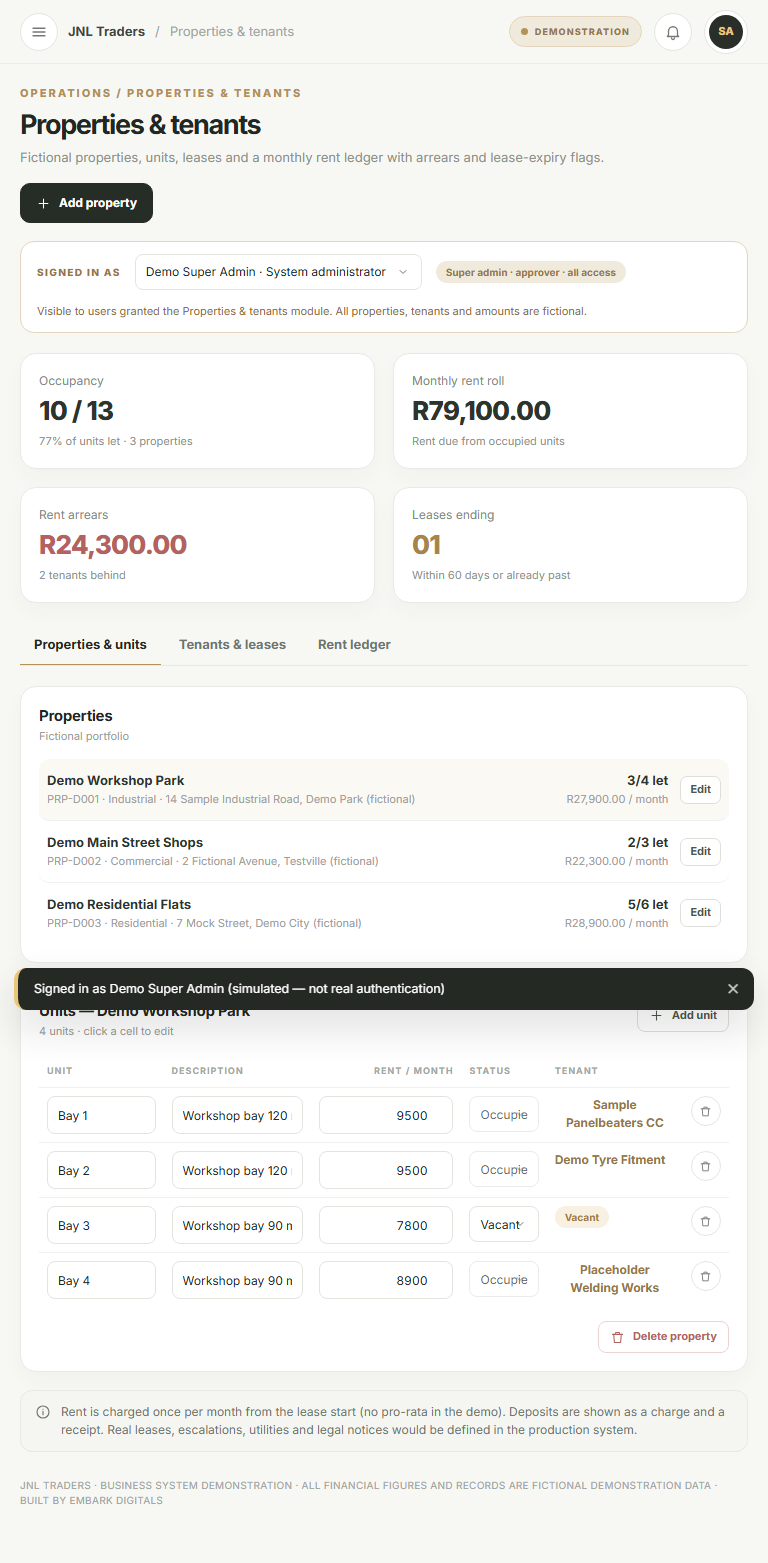 JNL Traders / Properties & tenants
DEMONSTRATION
SA
OPERATIONS / PROPERTIES & TENANTS
Properties & tenants
Fictional properties, units, leases and a monthly rent ledger with arrears and lease-expiry flags.
Add property
SIGNED IN AS
Demo Super Admin · System administrator
Super admin · approver · all access
Visible to users granted the Properties & tenants module. All properties, tenants and amounts are fictional.
Occupancy
10 / 13
77% of units let · 3 properties
Monthly rent roll
R79,100.00
Rent due from occupied units
Rent arrears
R24,300.00
2 tenants behind
Leases ending
01
Within 60 days or already past
Properties & units
Tenants & leases
Rent ledger
Properties
Fictional portfolio
Demo Workshop Park
PRP-D001 · Industrial · 14 Sample Industrial Road, Demo Park (fictional)
3/4 let
R27,900.00 / month
Edit
Demo Main Street Shops
PRP-D002 · Commercial · 2 Fictional Avenue, Testville (fictional)
2/3 let
R22,300.00 / month
Edit
Demo Residential Flats
PRP-D003 · Residential · 7 Mock Street, Demo City (fictional)
5/6 let
R28,900.00 / month
Edit
Signed in as Demo Super Admin (simulated — not real authentication)
Units — Demo Workshop Park
4 units · click a cell to edit
Add unit
UNIT DESCRIPTION RENT / MONTH STATUS TENANT
Bay 1 Workshop bay 120 9500 Occupie Sample
Panelbeaters CC
Bay 2 Workshop bay 120 9500 Occupie Demo Tyre Fitment
Bay 3 Workshop bay 90 m 7800 Vacant Vacant
Bay 4 Workshop bay 90 m 8900 Occupie Placeholder
Welding Works
Delete property
Rent is charged once per month from the lease start (no pro-rata in the demo). Deposits are shown as a charge and a
receipt. Real leases, escalations, utilities and legal notices would be defined in the production system.
JNL TRADERS · BUSINESS SYSTEM DEMONSTRATION · ALL FINANCIAL FIGURES AND RECORDS ARE FICTIONAL DEMONSTRATION DATA ·
BUILT BY EMBARK DIGITALS